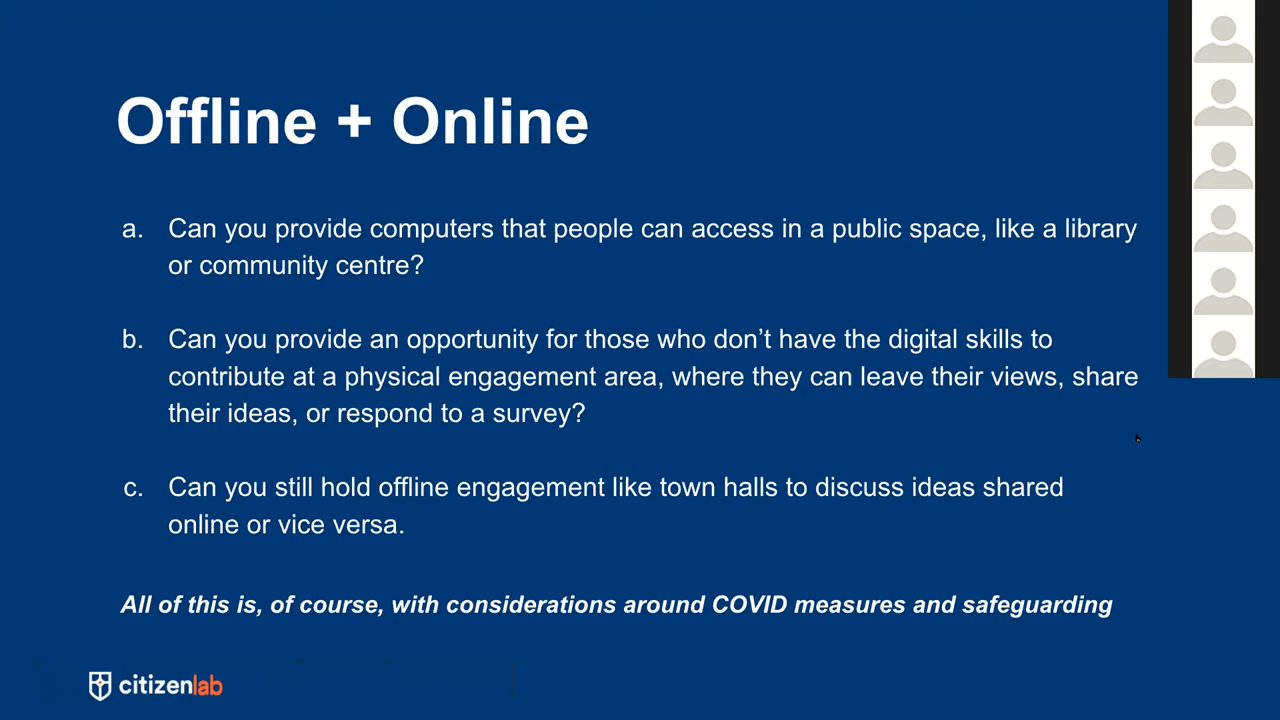 Offline + Online
a. Can you provide computers that people can access in a public space, like a library
or community centre?
b. Can you provide an opportunity for those who don’t have the digital skills to
contribute at a physical engagement area, where they can leave their views, share
their ideas, or respond to a survey?
c. Can you still hold offline engagement like town halls to discuss ideas shared
online or vice versa.
All of this is, of course, with considerations around COVID measures and safeguarding
citizenlab